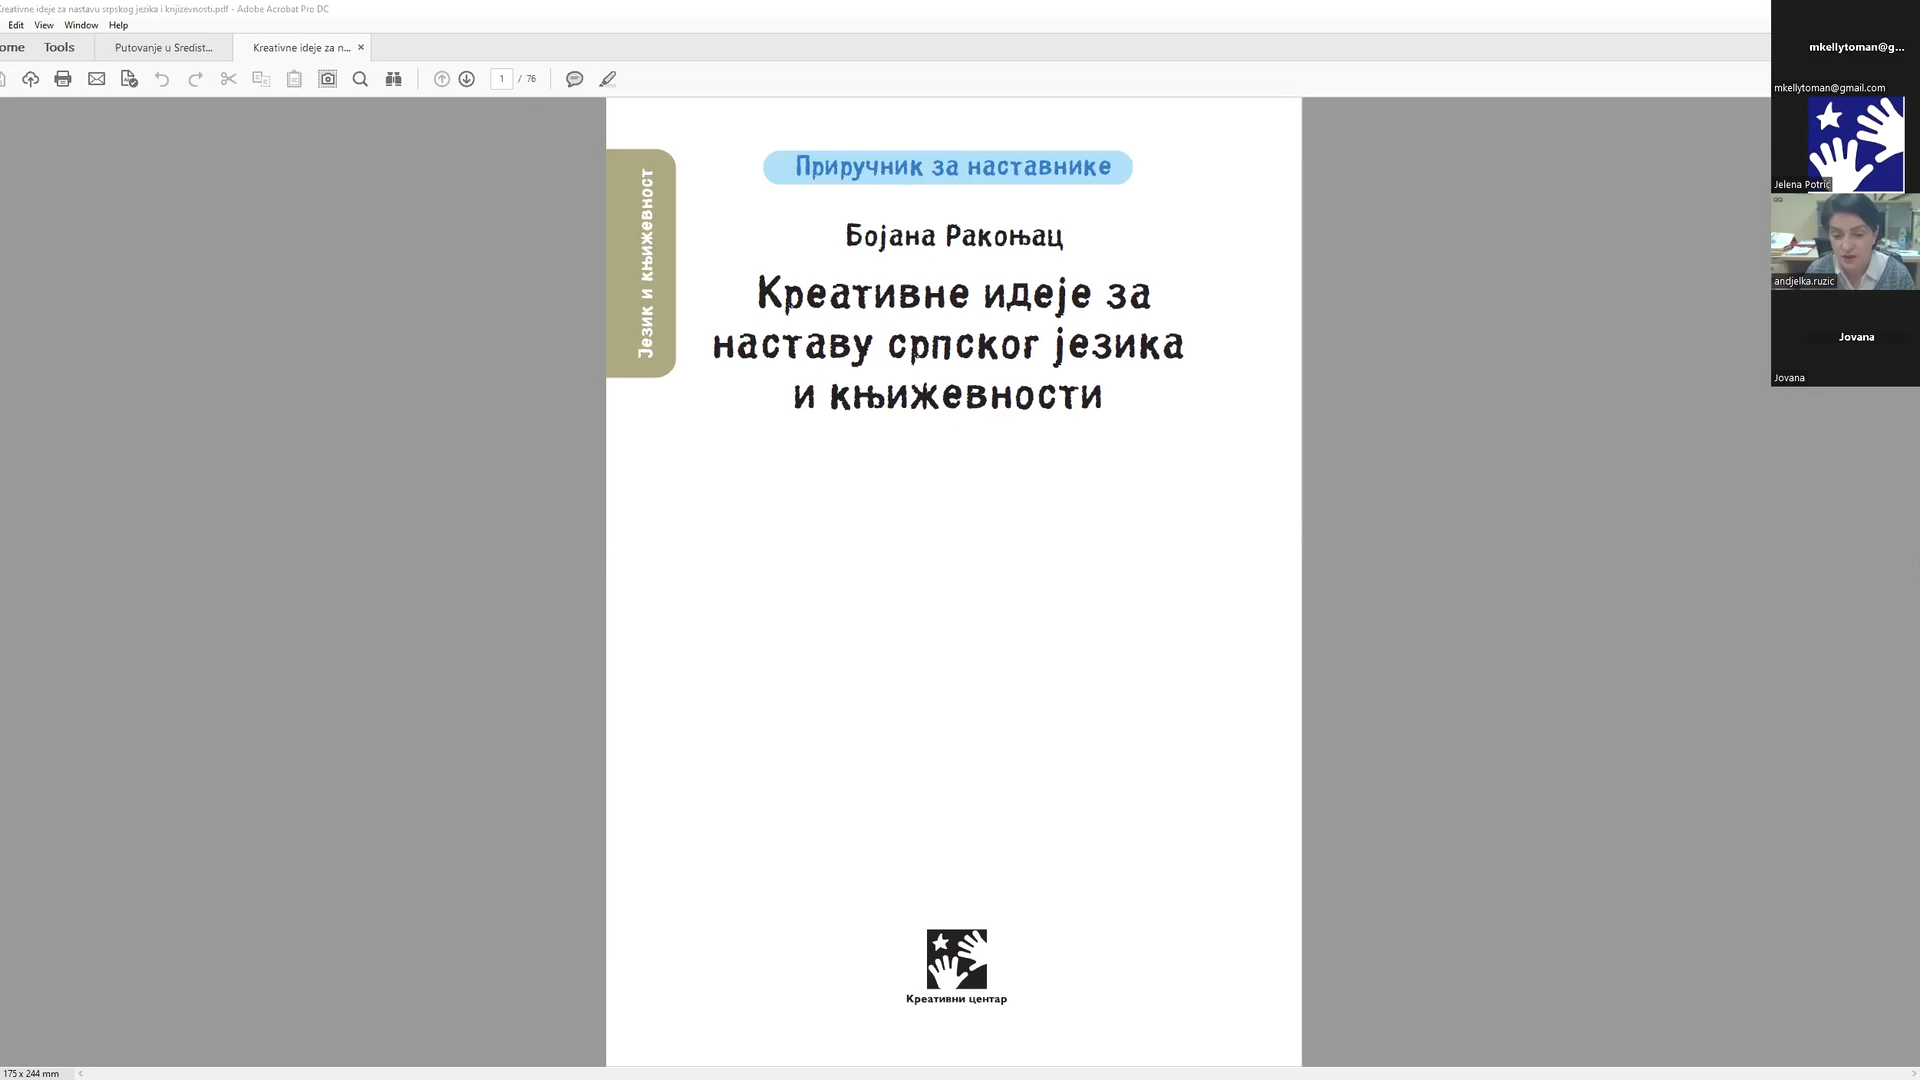 Kreativne ideje za nastavu srpskog jezika i knjizevnosti.pdf - Adobe Acrobat Pro DC
Edit View Window Help
Tools
Putovanje u Sredist...
Kreativne ideje za n... ×
1 / 76
Приручник за наставнике
Језик и књижевност
Бојана Ракоњац
Креативне идеје за
наставу српског језика
и књижевности
Креативни центар
175 x 244 mm
mkellytoman@g...
mkellytoman@gmail.com
Jelena Potrić
andjelka.ruzic
Jovana
Jovana